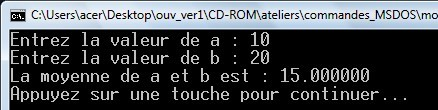 C:\Users\acer\Desktop\ouv_ver1\CD-ROM\ateliers\commandes_MSDOS\mo
Entrez la valeur de a : 10
Entrez la valeur de b : 20
La moyenne de a et b est : 15.000000
Appuyez sur une touche pour continuer...